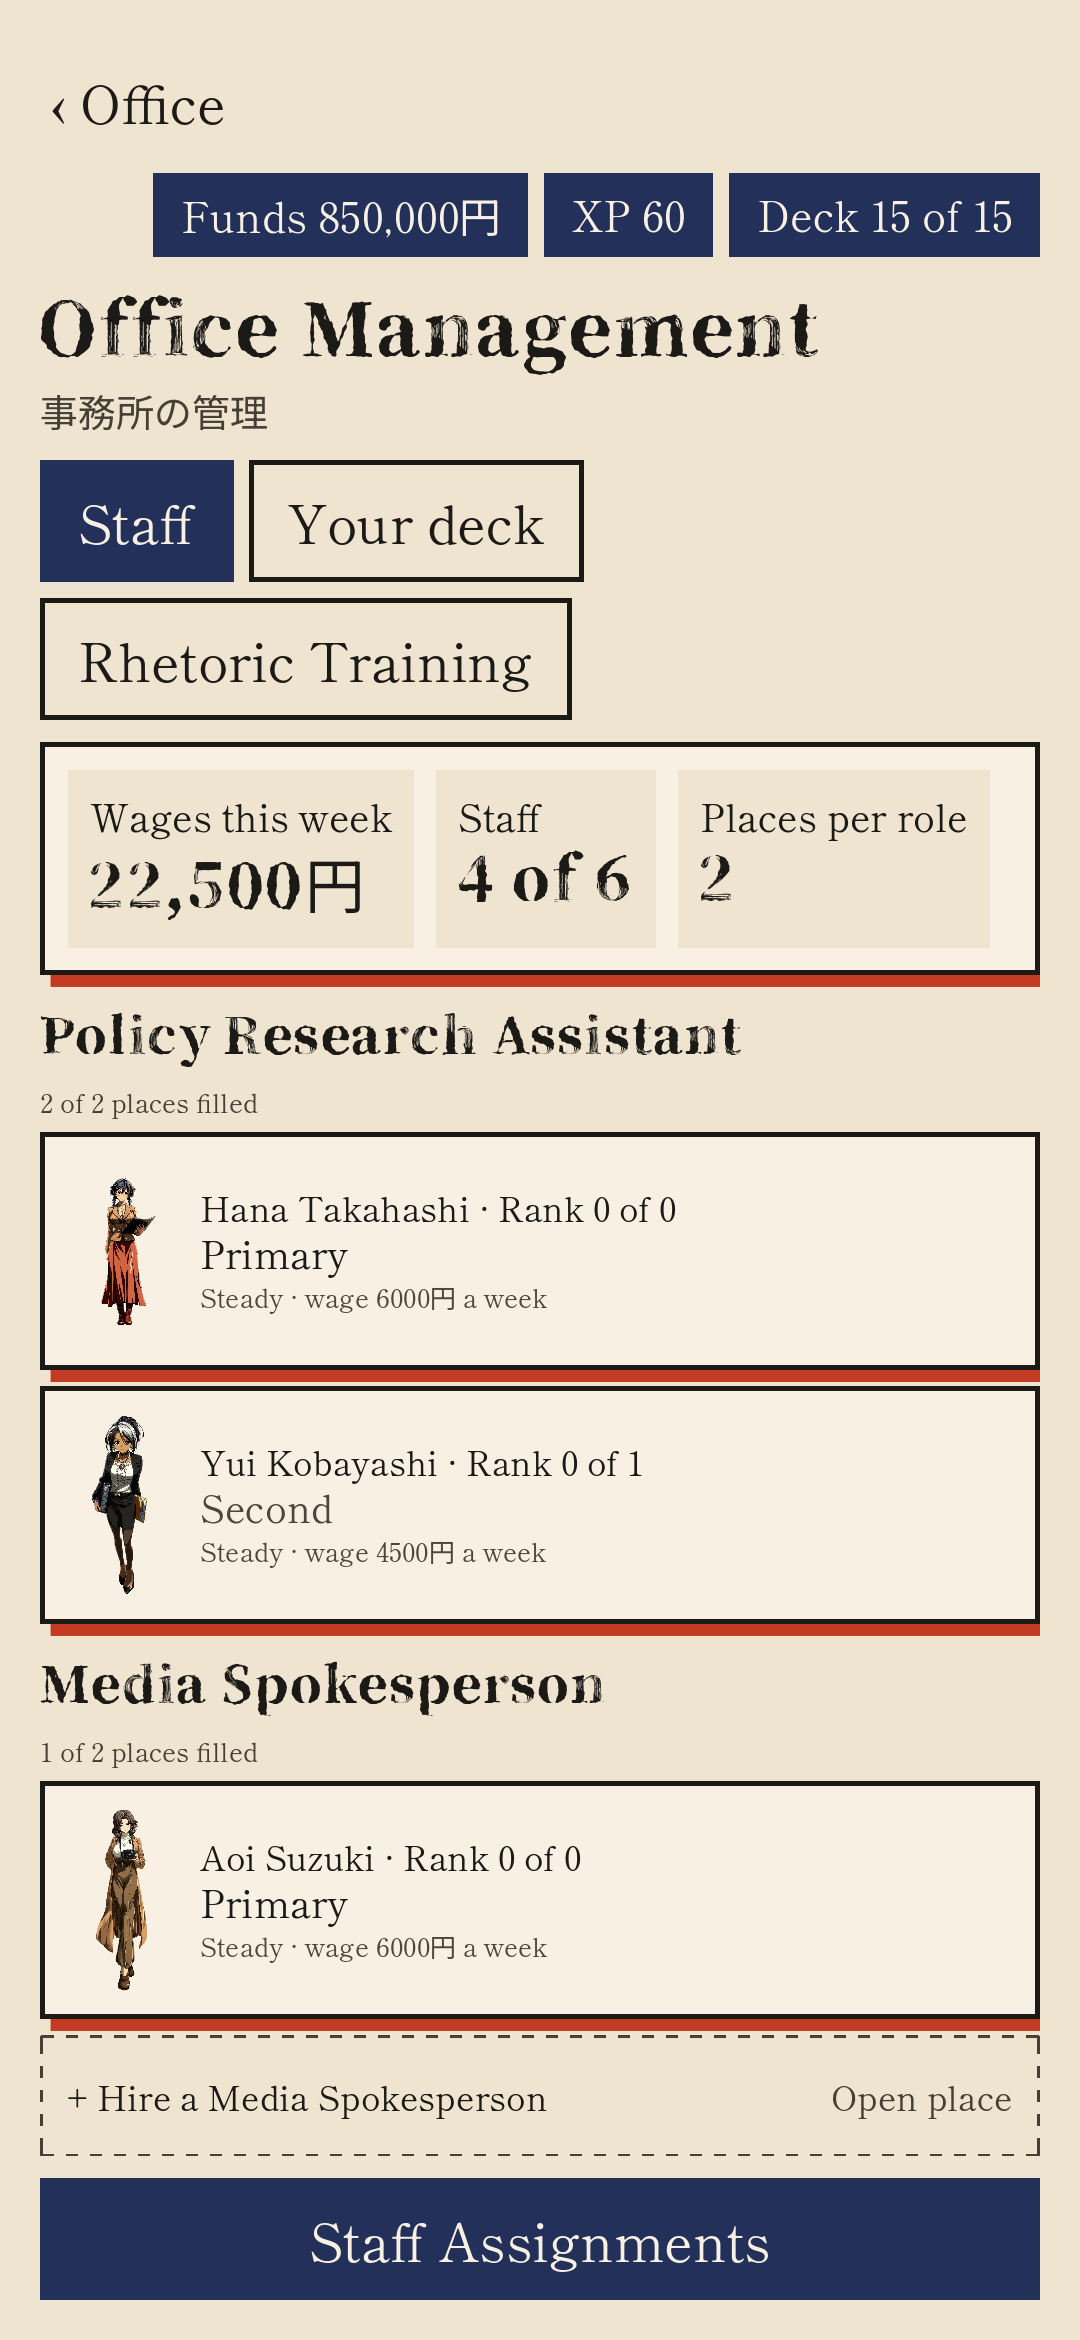 ‹ Office
Funds 850,000円 XP 60 Deck 15 of 15
Office Management
事務所の管理
Staff Your deck
Rhetoric Training
Wages this week Staff Places per role
22,500円 4 of 6 2
Policy Research Assistant
2 of 2 places filled
Hana Takahashi · Rank 0 of 0
Primary
Steady · wage 6000円 a week
Yui Kobayashi · Rank 0 of 1
Second
Steady · wage 4500円 a week
Media Spokesperson
1 of 2 places filled
Aoi Suzuki · Rank 0 of 0
Primary
Steady · wage 6000円 a week
+ Hire a Media Spokesperson Open place
Staff Assignments